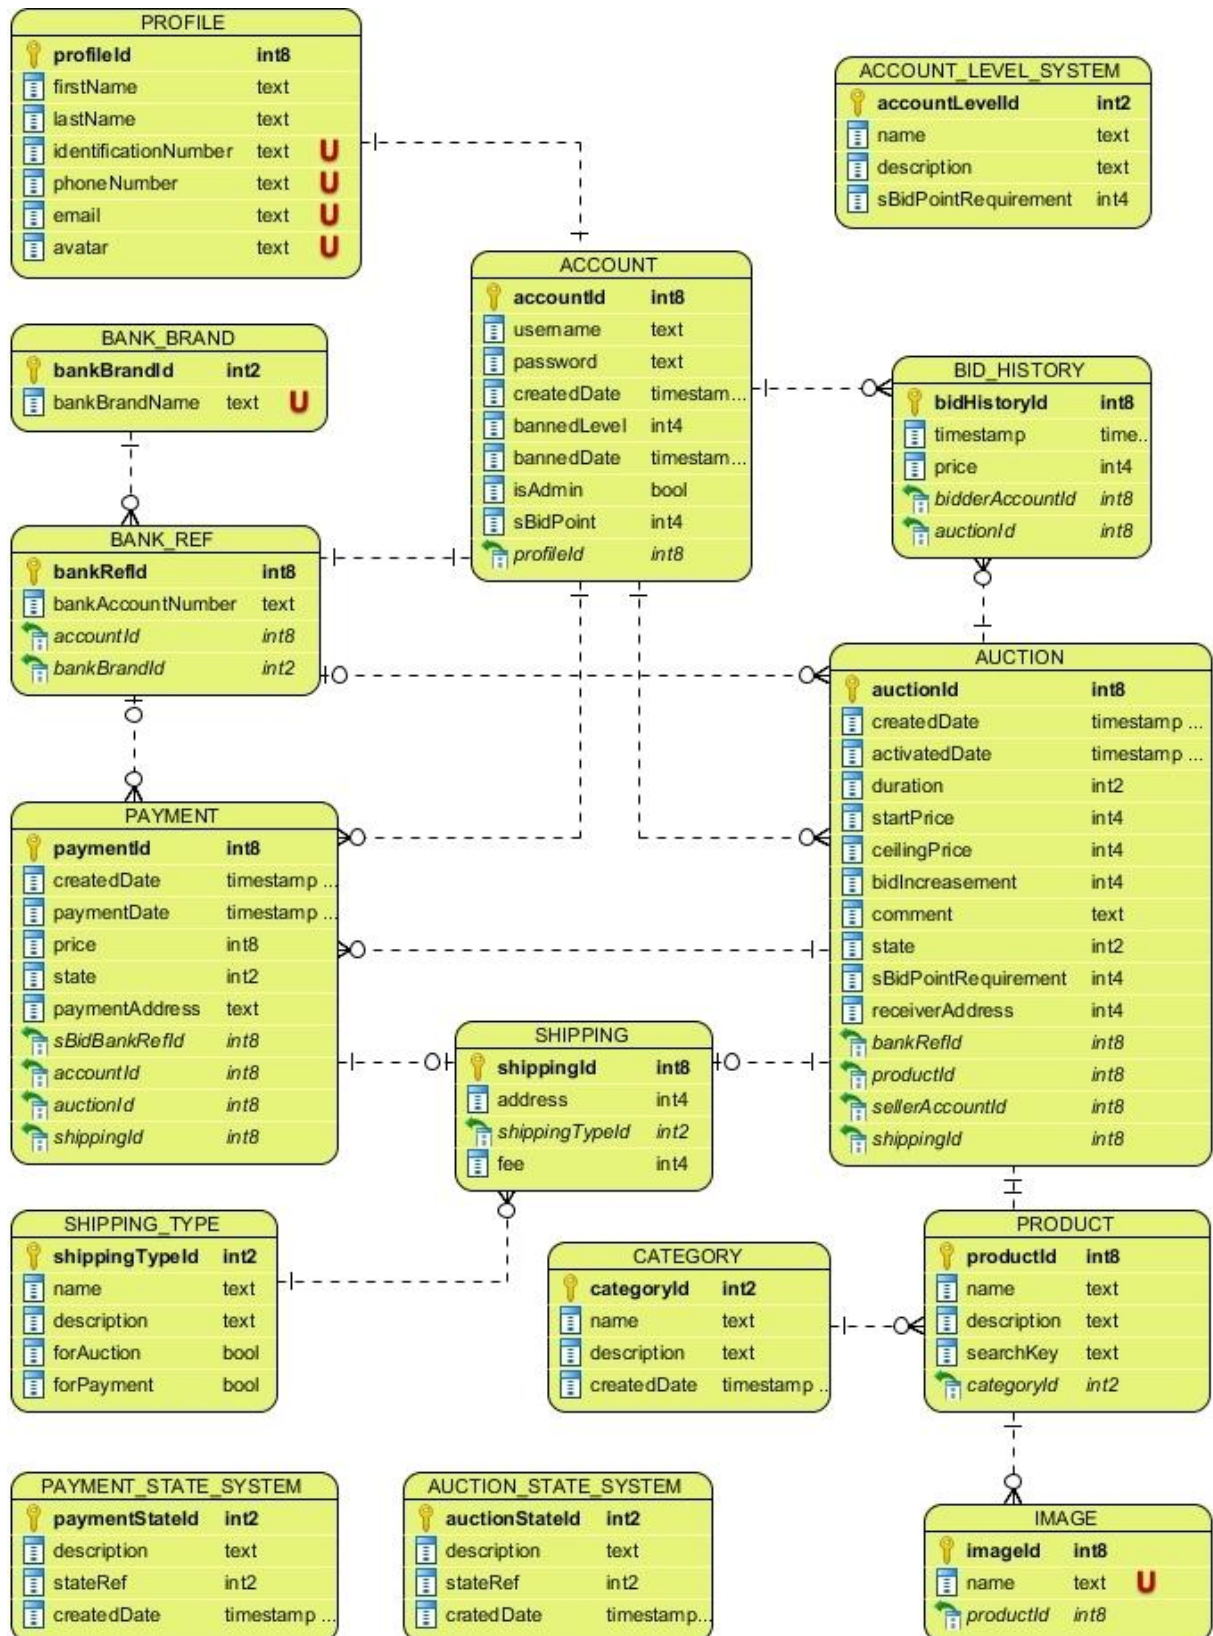 PROFILE
profileId int8
firstName text
lastName text
identificationNumber text U
phoneNumber text U
email text U
avatar text U
ACCOUNT_LEVEL_SYSTEM
accountLevelId int2
name text
description text
sBidPointRequirement int4
ACCOUNT
accountId int8
username text
password text
createdDate timestam...
bannedLevel int4
bannedDate timestam...
isAdmin bool
sBidPoint int4
profileId int8
BANK_BRAND
bankBrandId int2
bankBrandName text U
BID_HISTORY
bidHistoryId int8
timestamp time..
price int4
bidderAccountId int8
auctionId int8
BANK_REF
bankRefId int8
bankAccountNumber text
accountId int8
bankBrandId int2
AUCTION
auctionId int8
createdDate timestamp ...
activatedDate timestamp ...
duration int2
startPrice int4
ceilingPrice int4
bidIncreasement int4
comment text
state int2
sBidPointRequirement int4
receiverAddress int4
bankRefId int8
productId int8
sellerAccountId int8
shippingId int8
PAYMENT
paymentId int8
createdDate timestamp ...
paymentDate timestamp ...
price int8
state int2
paymentAddress text
sBidBankRefId int8
accountId int8
auctionId int8
shippingId int8
SHIPPING
shippingId int8
address int4
shippingTypeId int2
fee int4
SHIPPING_TYPE
shippingTypeId int2
name text
description text
forAuction bool
forPayment bool
CATEGORY
categoryId int2
name text
description text
createdDate timestamp ..
PRODUCT
productId int8
name text
description text
searchKey text
categoryId int2
PAYMENT_STATE_SYSTEM
paymentStateId int2
description text
stateRef int2
createdDate timestamp ...
AUCTION_STATE_SYSTEM
auctionStateId int2
description text
stateRef int2
cratedDate timestamp...
IMAGE
imageId int8
name text U
productId int8